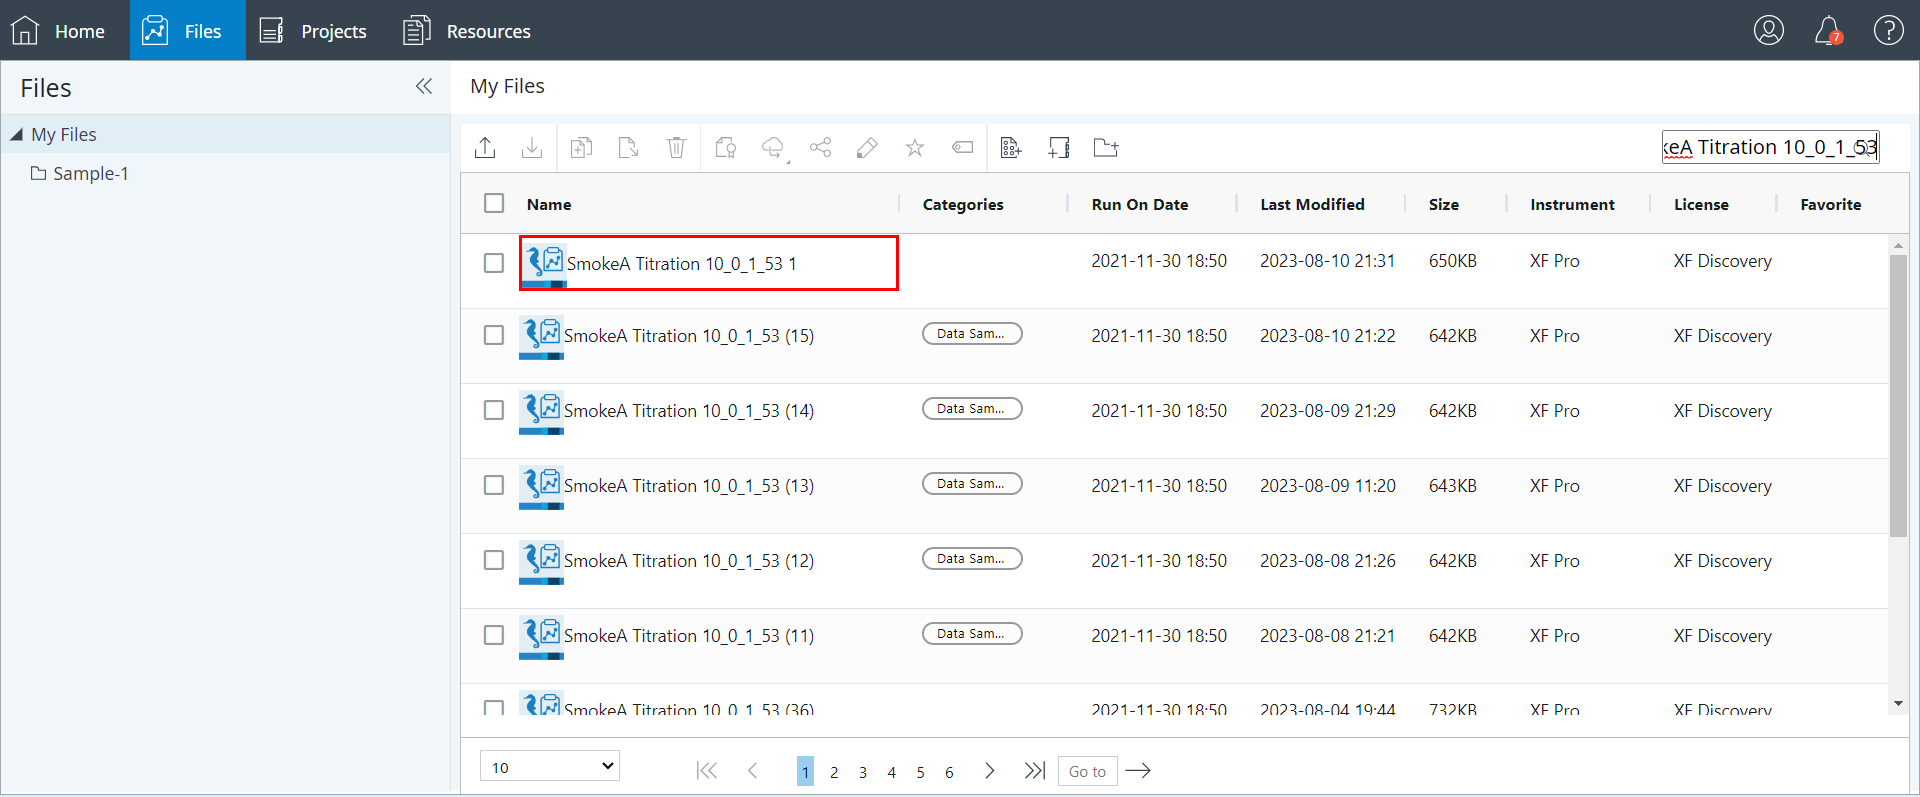 Home Files Projects Resources 7 ?
Files
My Files
Sample-1
My Files
keA Titration 10_0_1_53
Name Categories Run On Date Last Modified Size Instrument License Favorite
SmokeA Titration 10_0_1_53 1 2021-11-30 18:50 2023-08-10 21:31 650KB XF Pro XF Discovery
SmokeA Titration 10_0_1_53 (15) Data Sam... 2021-11-30 18:50 2023-08-10 21:22 642KB XF Pro XF Discovery
SmokeA Titration 10_0_1_53 (14) Data Sam... 2021-11-30 18:50 2023-08-09 21:29 642KB XF Pro XF Discovery
SmokeA Titration 10_0_1_53 (13) Data Sam... 2021-11-30 18:50 2023-08-09 11:20 643KB XF Pro XF Discovery
SmokeA Titration 10_0_1_53 (12) Data Sam... 2021-11-30 18:50 2023-08-08 21:26 642KB XF Pro XF Discovery
SmokeA Titration 10_0_1_53 (11) Data Sam... 2021-11-30 18:50 2023-08-08 21:21 642KB XF Pro XF Discovery
SmokeA Titration 10_0_1_53 (36) 2021-11-30 18:50 2023-08-04 19:44 732KB XF Pro XF Discovery
10 1 2 3 4 5 6 Go to